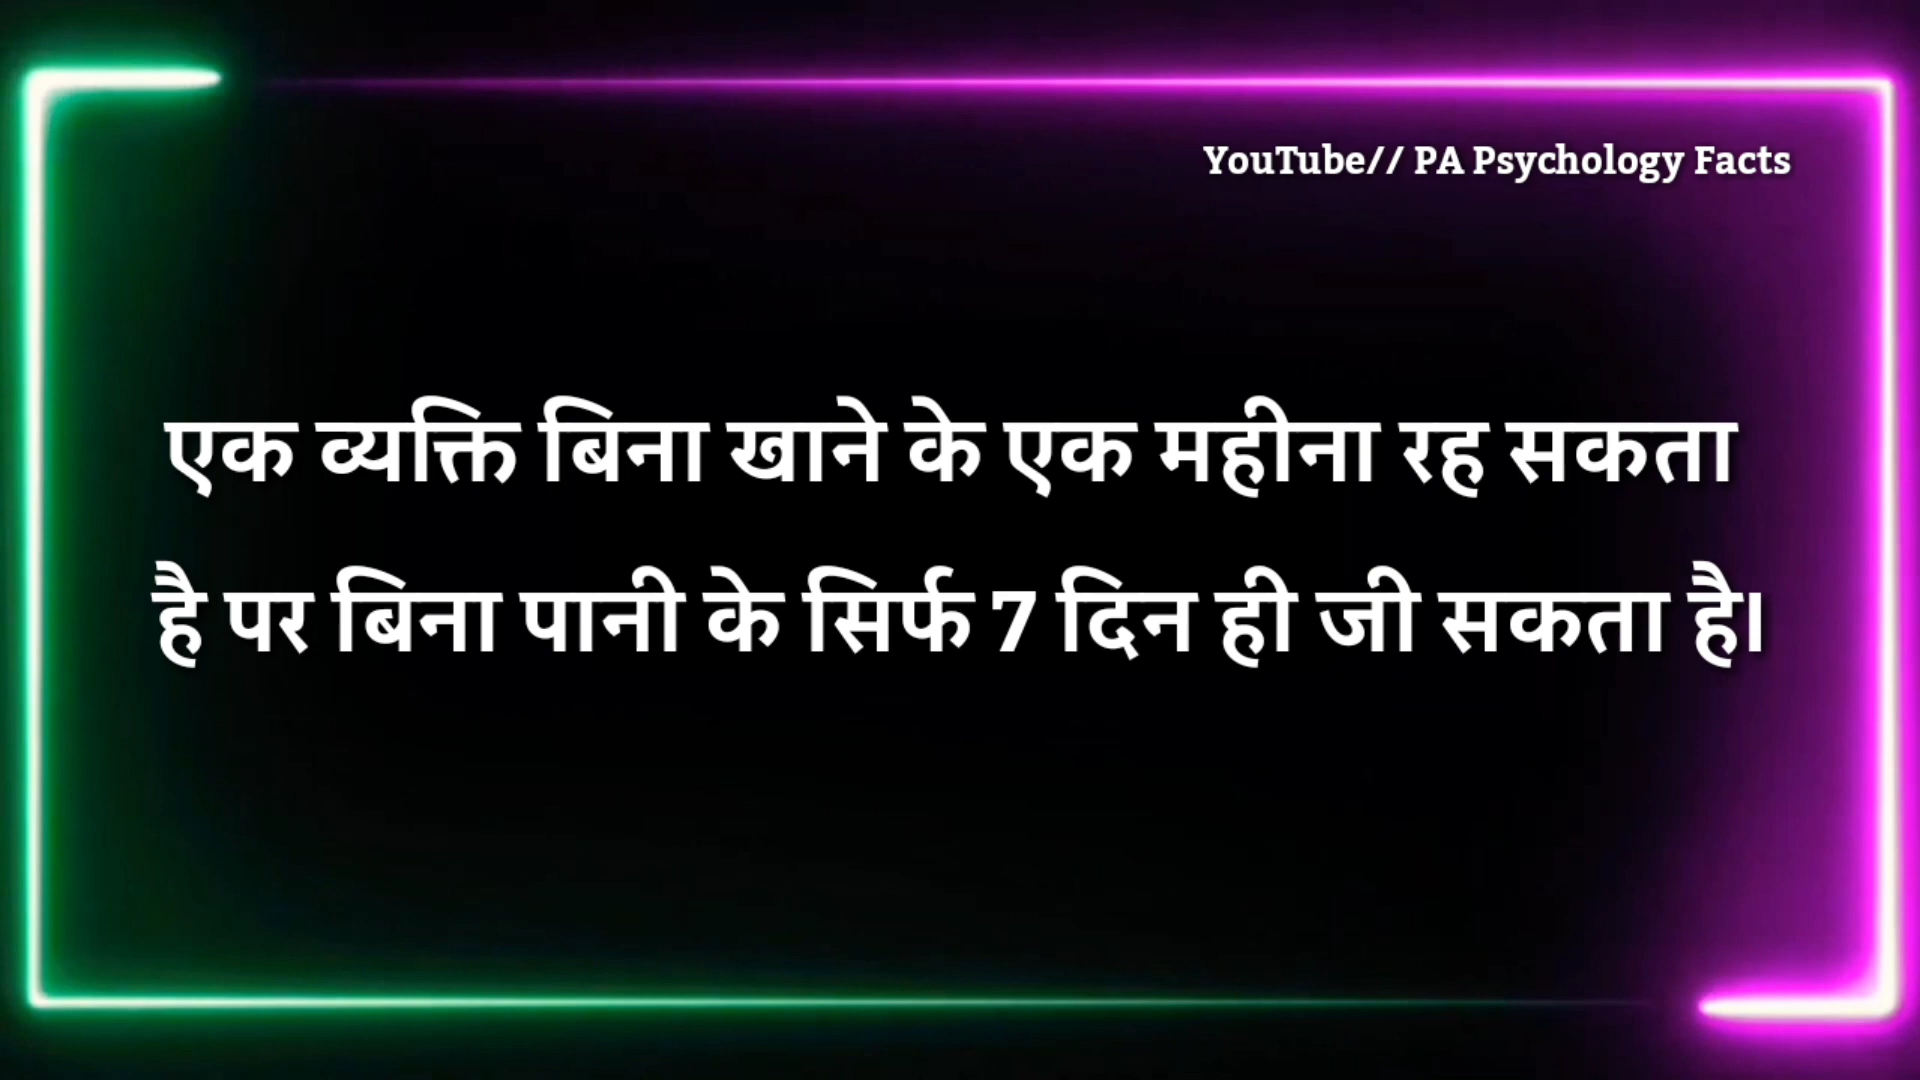 YouTube// PA Psychology Facts
एक व्यक्ति बिना खाने के एक महीना रह सकता
है पर बिना पानी के सिर्फ 7 दिन ही जी सकता है।